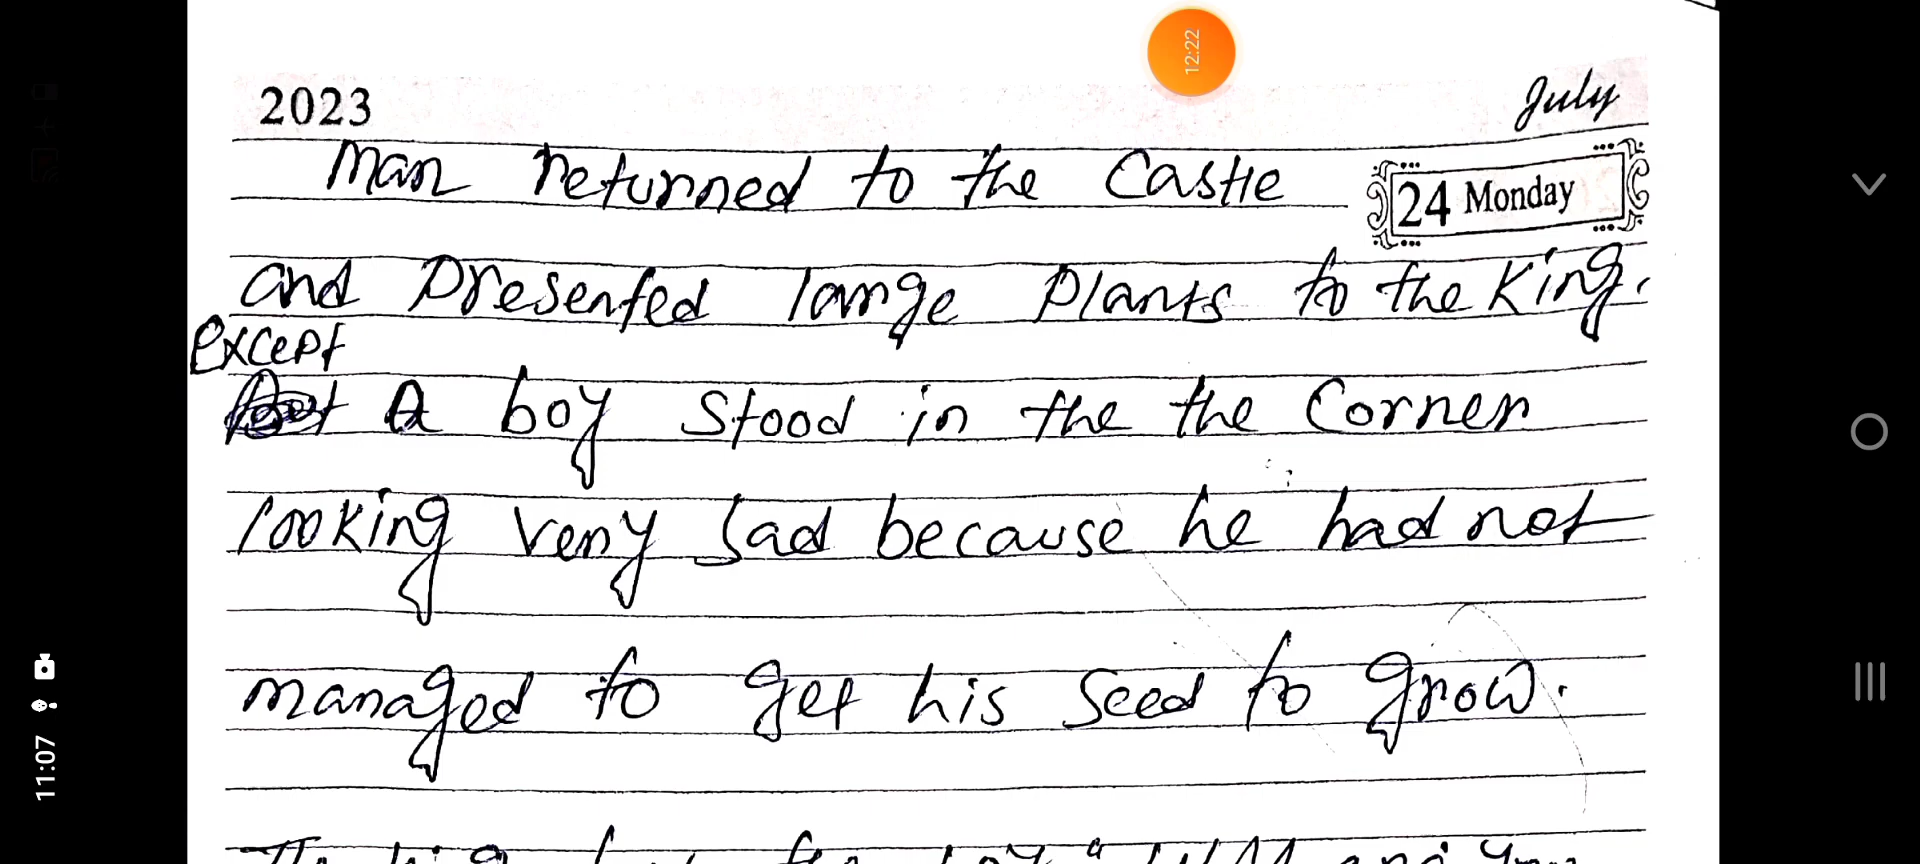 12:22
2023 July
man returned to the Castle
24 Monday
and presented large plants to the King.
except
a boy stood in the the Corner
looking very sad because he had not
managed to get his seed to grow.
11:07